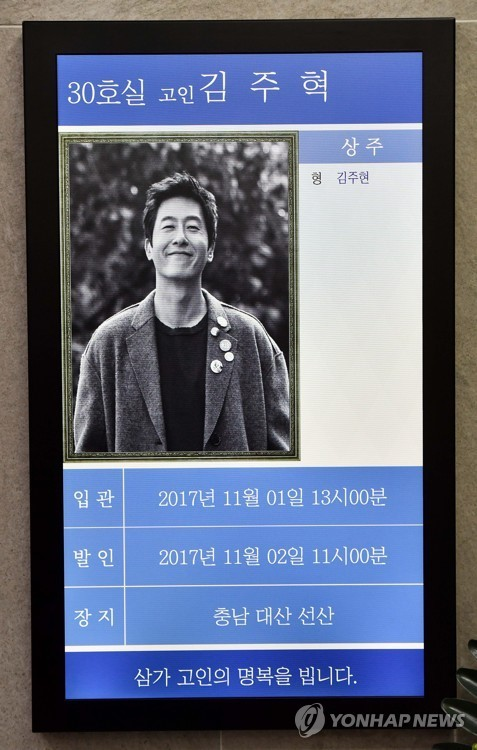 30호실 고인 김 주 혁
상 주
형 김주현
입 관 2017년 11월 01일 13시00분
발 인 2017년 11월 02일 11시00분
장 지 충남 대산 선산
삼가 고인의 명복을 빕니다.
YONHAP NEWS